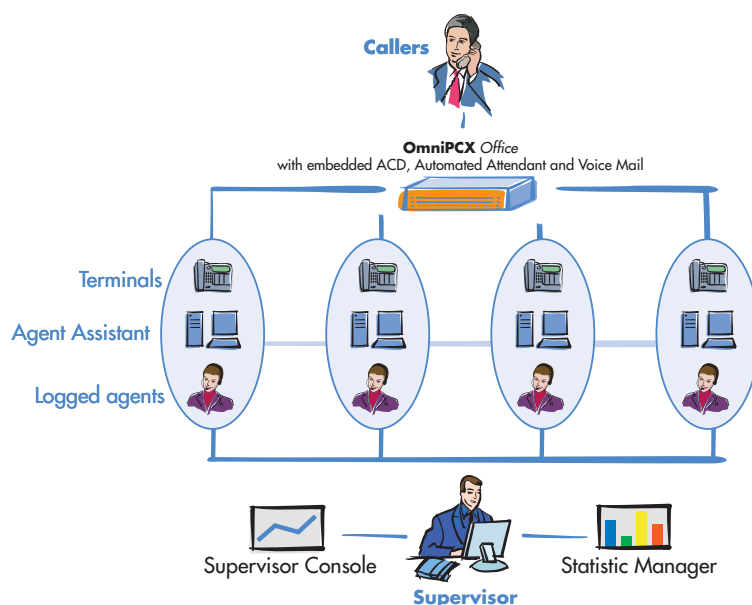 Callers
OmniPCX Office
with embedded ACD, Automated Attendant and Voice Mail
Terminals
Agent Assistant
Logged agents
Supervisor Console
Statistic Manager
Supervisor